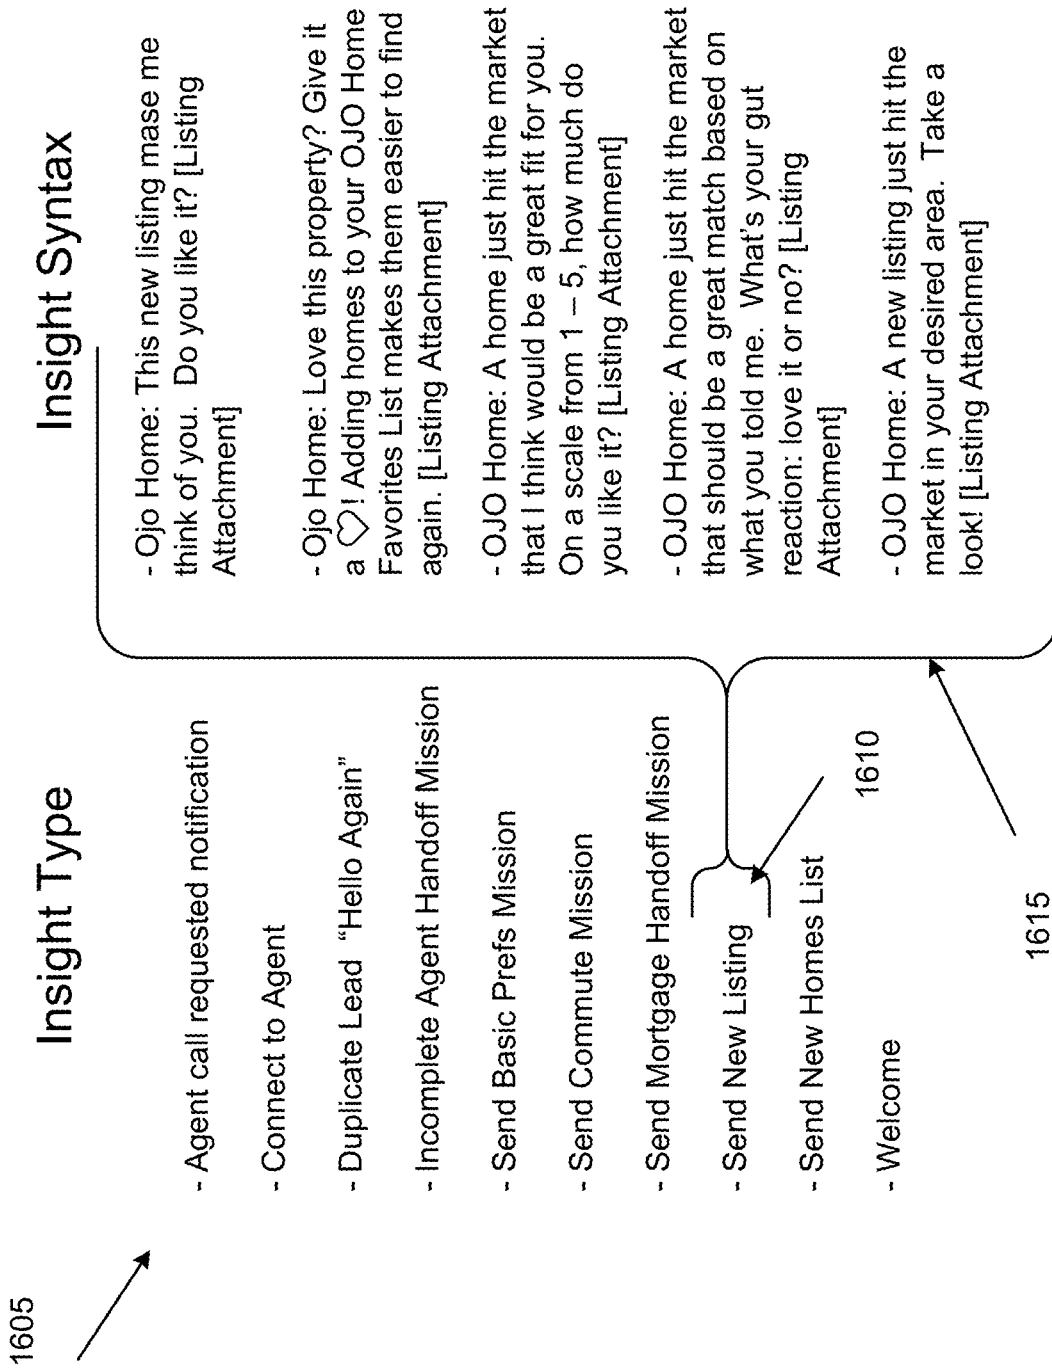 1605
Insight Type
- Agent call requested notification
- Connect to Agent
- Duplicate Lead “Hello Again”
- Incomplete Agent Handoff Mission
- Send Basic Prefs Mission
- Send Commute Mission
- Send Mortgage Handoff Mission
- Send New Listing
- Send New Homes List
- Welcome
1610
1615
Insight Syntax
- Ojo Home: This new listing mase me
think of you. Do you like it? [Listing
Attachment]
- Ojo Home: Love this property? Give it
a ♡! Adding homes to your OJO Home
Favorites List makes them easier to find
again. [Listing Attachment]
- OJO Home: A home just hit the market
that I think would be a great fit for you.
On a scale from 1 – 5, how much do
you like it? [Listing Attachment]
- OJO Home: A home just hit the market
that should be a great match based on
what you told me. What’s your gut
reaction: love it or no? [Listing
Attachment]
- OJO Home: A new listing just hit the
market in your desired area. Take a
look! [Listing Attachment]